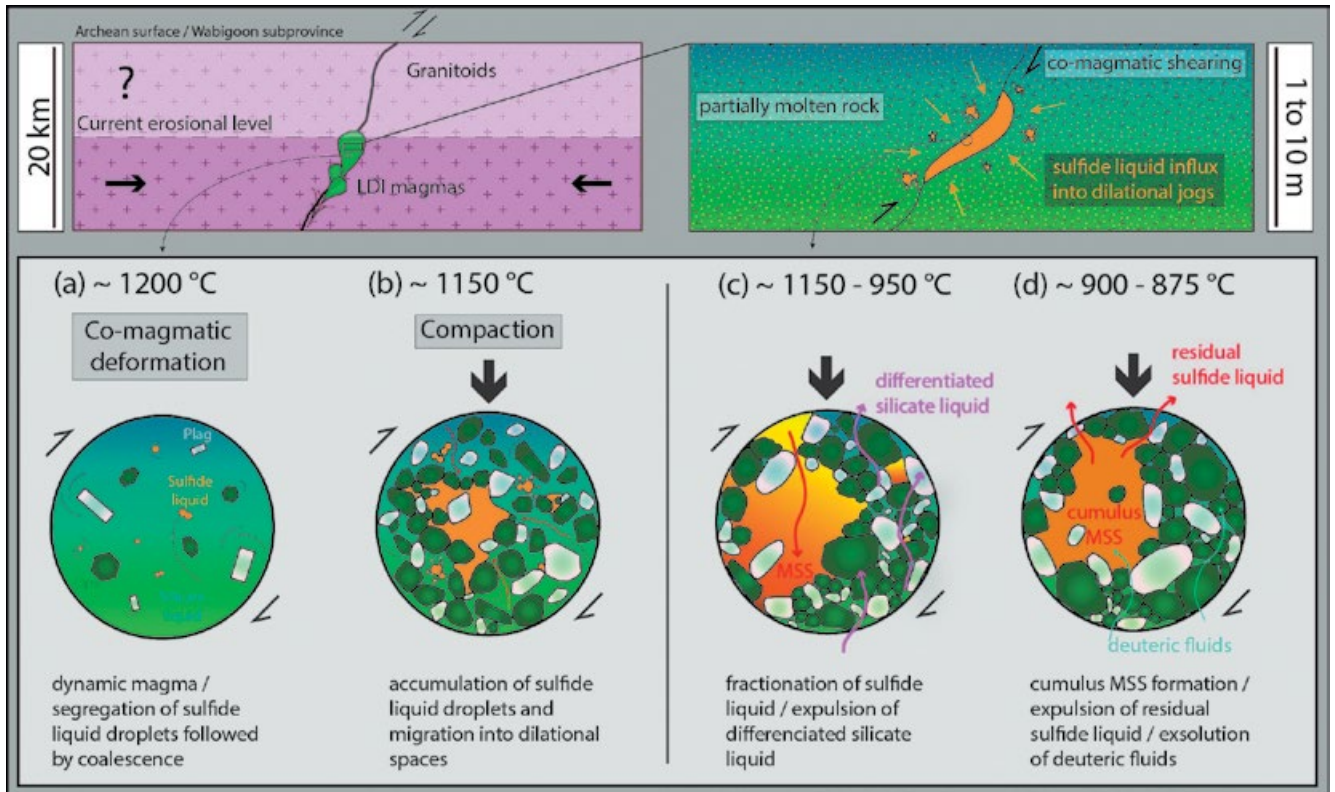 Archean surface / Wabigoon subprovince
20 km
?
Granitoids
Current erosional level
LDI magmas
co-magmatic shearing
partially molten rock
sulfide liquid influx
into dilational jogs
1 to 10 m
(a) ~ 1200 °C
Co-magmatic
deformation
Plag
Sulfide
liquid
liquid
dynamic magma /
segregation of sulfide
liquid droplets followed
by coalescence
(b) ~ 1150 °C
Compaction
accumulation of sulfide
liquid droplets and
migration into dilational
spaces
(c) ~ 1150 - 950 °C
differentiated
silicate liquid
MSS
fractionation of sulfide
liquid / expulsion of
differenciated silicate
liquid
(d) ~ 900 - 875 °C
residual
sulfide liquid
cumulus
MSS
deuteric fluids
cumulus MSS formation /
expulsion of residual
sulfide liquid / exsolution
of deuteric fluids